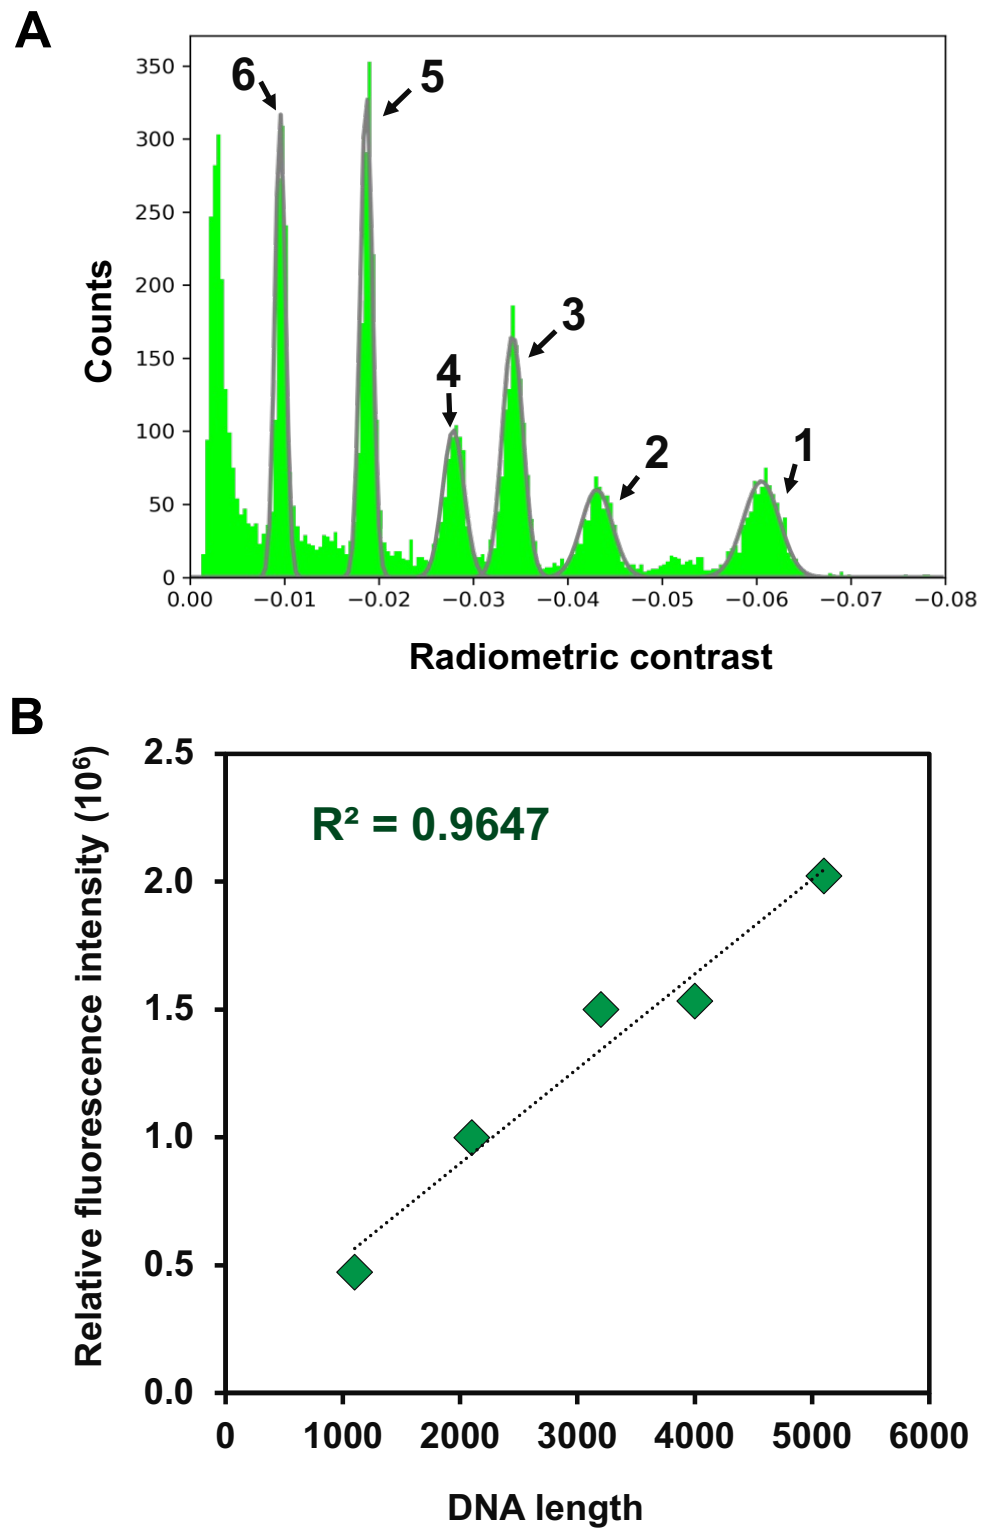 A
350
300
250
200
150
100
50
0
Counts
6
5
4
3
2
1
0.00 −0.01 −0.02 −0.03 −0.04 −0.05 −0.06 −0.07 −0.08
Radiometric contrast
B
Relative fluorescence intensity (10⁶)
2.5
2.0
1.5
1.0
0.5
0.0
R² = 0.9647
0 1000 2000 3000 4000 5000 6000
DNA length